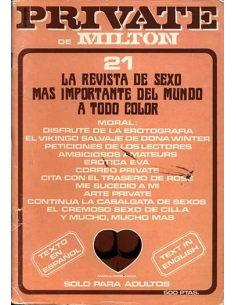 PRIVATE
DE MILTON
21
LA REVISTA DE SEXO
MAS IMPORTANTE DEL MUNDO
A TODO COLOR
MORAL:
DISFRUTE DE LA EROTOGRAFIA
EL VIKINGO SALVAJE DE DONA WINTER
PETICIONES DE LOS LECTORES
AMBICIOSOS AMATEURS
EROTICA EVA
CORREO PRIVATE
CITA CON EL TRASERO DE ROSE
ME SUCEDIO A MI
ARTE PRIVATE
CONTINUA LA CABALGATA DE SEXOS
EL CREMOSO SEXO DE CILLA
Y MUCHO, MUCHO MAS
TEXTO EN
ESPAÑOL
TEXT IN
ENGLISH
SOLO PARA ADULTOS
500 PTAS.